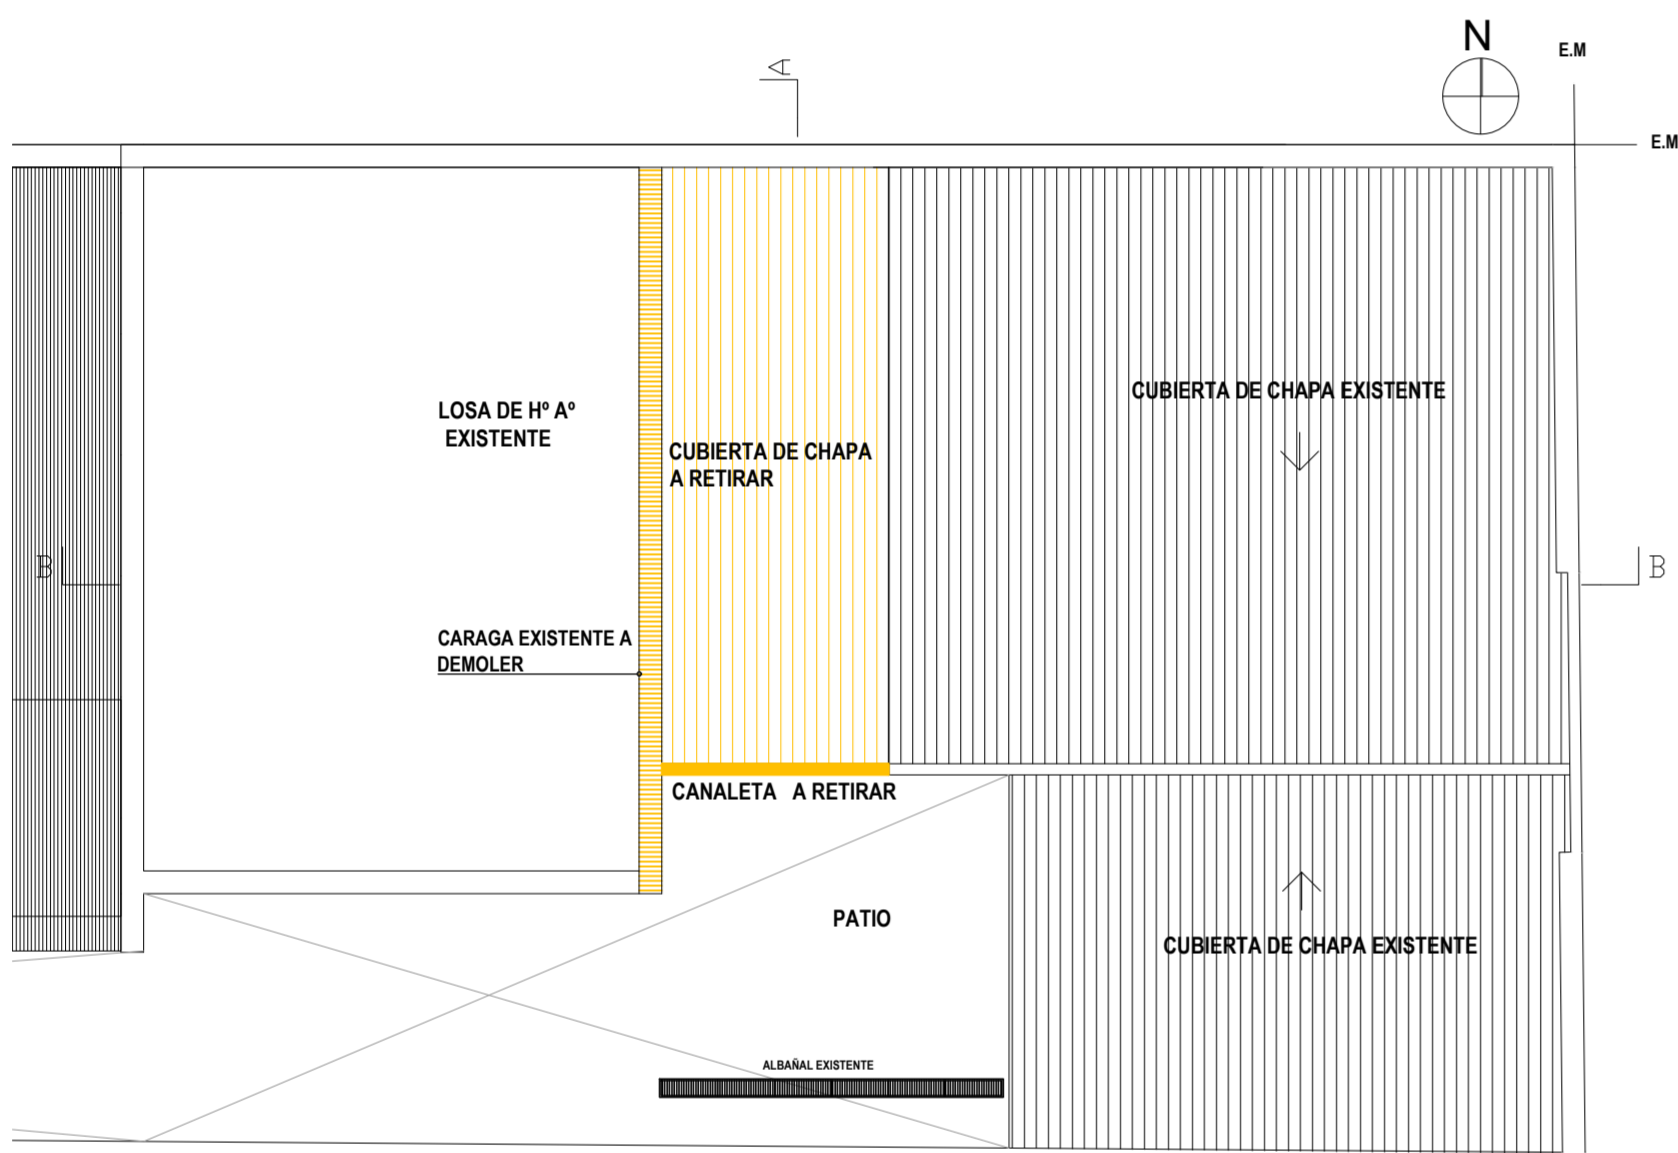 N
E.M
A
E.M
CUBIERTA DE CHAPA EXISTENTE
LOSA DE Hº Aº
EXISTENTE
CUBIERTA DE CHAPA
A RETIRAR
B
B
CARAGA EXISTENTE A
DEMOLER
CANALETA A RETIRAR
PATIO
CUBIERTA DE CHAPA EXISTENTE
ALBAÑAL EXISTENTE